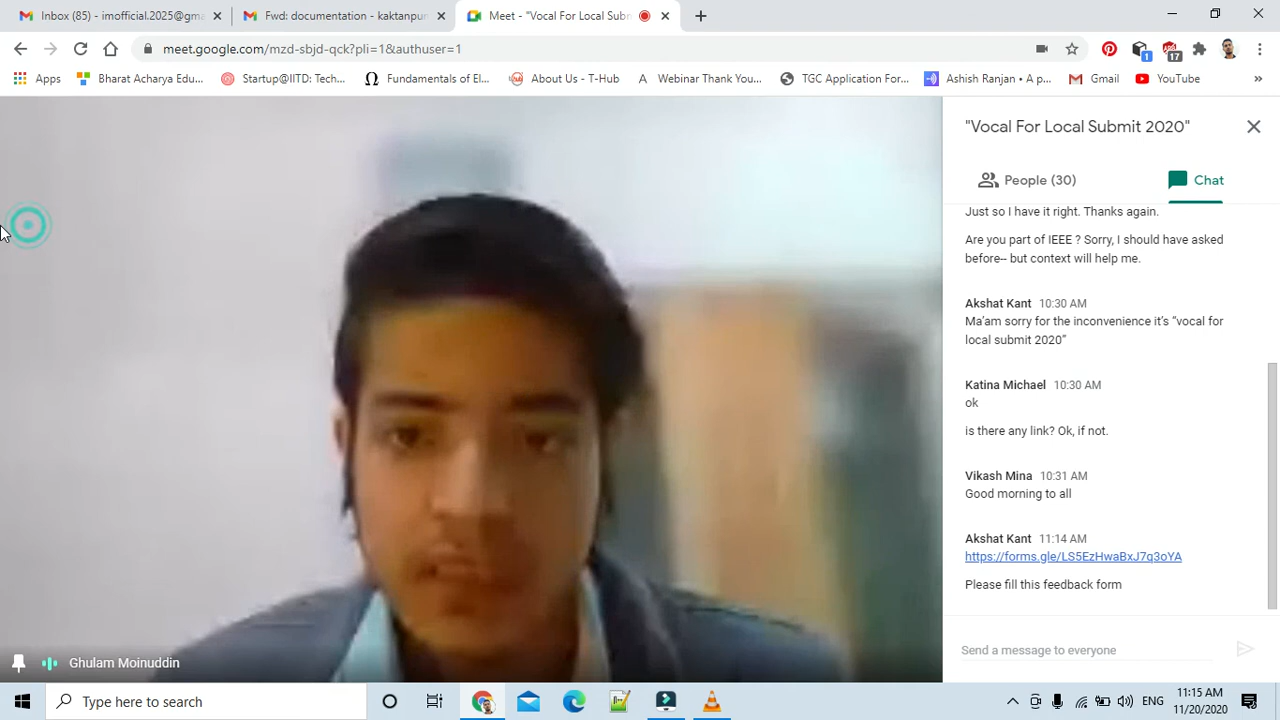 Inbox (85) - imofficial.2025@gma
Fwd: documentation - kaktanpur
Meet - "Vocal For Local Subm
meet.google.com/mzd-sbjd-qck?pli=1&authuser=1
1
17
Apps
Bharat Acharya Edu...
Startup@IITD: Tech...
Fundamentals of El...
About Us - T-Hub
Webinar Thank You...
TGC Application For...
Ashish Ranjan • A p...
Gmail
YouTube
»
"Vocal For Local Submit 2020"
People (30)
Chat
Just so I have it right. Thanks again.
Are you part of IEEE ? Sorry, I should have asked
before-- but context will help me.
Akshat Kant 10:30 AM
Ma'am sorry for the inconvenience it's "vocal for
local submit 2020"
Katina Michael 10:30 AM
ok
is there any link? Ok, if not.
Vikash Mina 10:31 AM
Good morning to all
Akshat Kant 11:14 AM
https://forms.gle/LS5EzHwaBxJ7q3oYA
Please fill this feedback form
Ghulam Moinuddin
Send a message to everyone
Type here to search
ENG
11:15 AM
11/20/2020